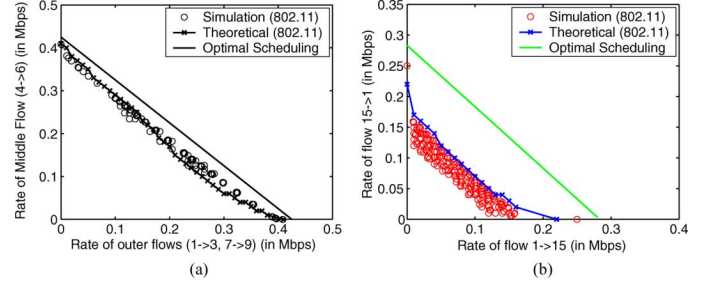 Simulation (802.11)
Theoretical (802.11)
Optimal Scheduling
Rate of Middle Flow (4->6) (in Mbps)
0.5
0.4
0.3
0.2
0.1
0
0 0.1 0.2 0.3 0.4 0.5
Rate of outer flows (1->3, 7->9) (in Mbps)
(a)
Simulation (802.11)
Theoretical (802.11)
Optimal Scheduling
Rate of flow 15->1 (in Mbps)
0.35
0.3
0.25
0.2
0.15
0.1
0.05
0
0 0.1 0.2 0.3 0.4
Rate of flow 1->15 (in Mbps)
(b)